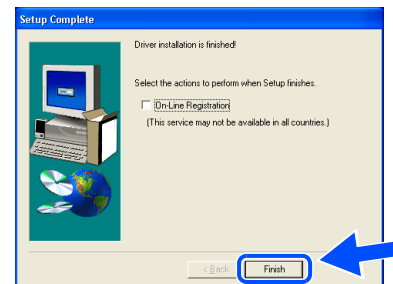 Setup Complete
Driver installation is finished!
Select the actions to perform when Setup finishes.
On-Line Registration
(This service may not be available in all countries.)
< Back
Finish